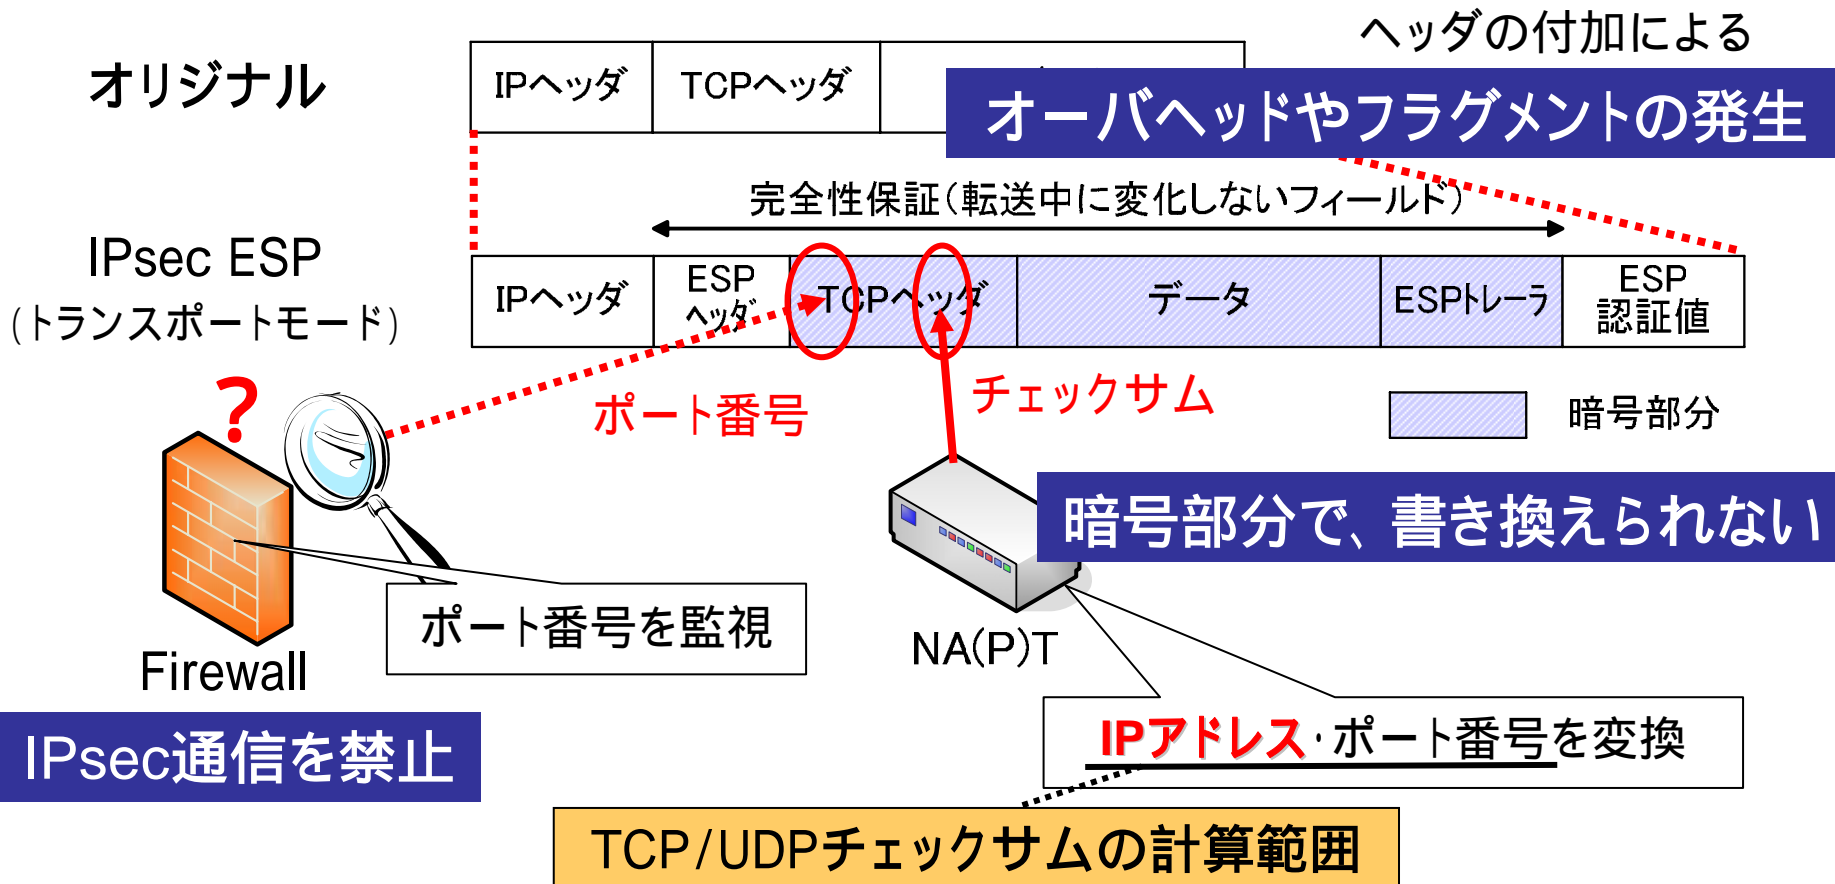 ヘッダの付加による
オリジナル
IPヘッダ
TCPヘッダ
オーバヘッドやフラグメントの発生
完全性保証(転送中に変化しないフィールド)
IPsec ESP
(トランスポートモード)
IPヘッダ
ESP
ヘッダ
TCPヘッダ
データ
ESPトレーラ
ESP
認証値
?
ポート番号
チェックサム
暗号部分
暗号部分で、書き換えられない
ポート番号を監視
Firewall
NA(P)T
IPsec通信を禁止
IPアドレス・ポート番号を変換
TCP/UDPチェックサムの計算範囲